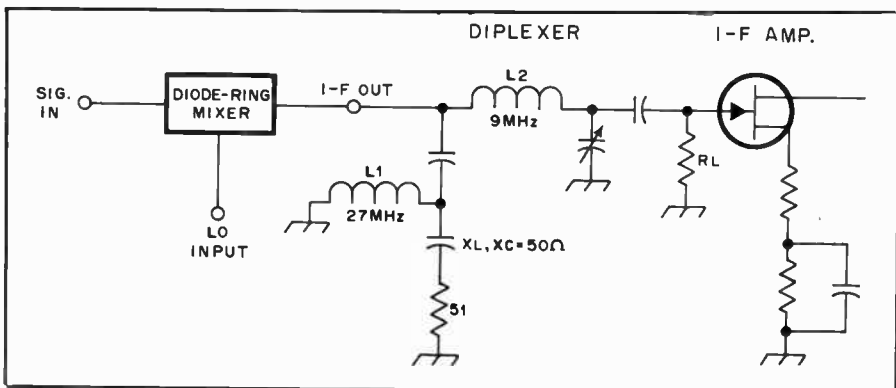 DIPLEXER
I-F AMP.
SIG.
IN
DIODE-RING
MIXER
I-F OUT
L2
9MHz
L1
27MHz
RL
LO
INPUT
XL, XC=50Ω
51